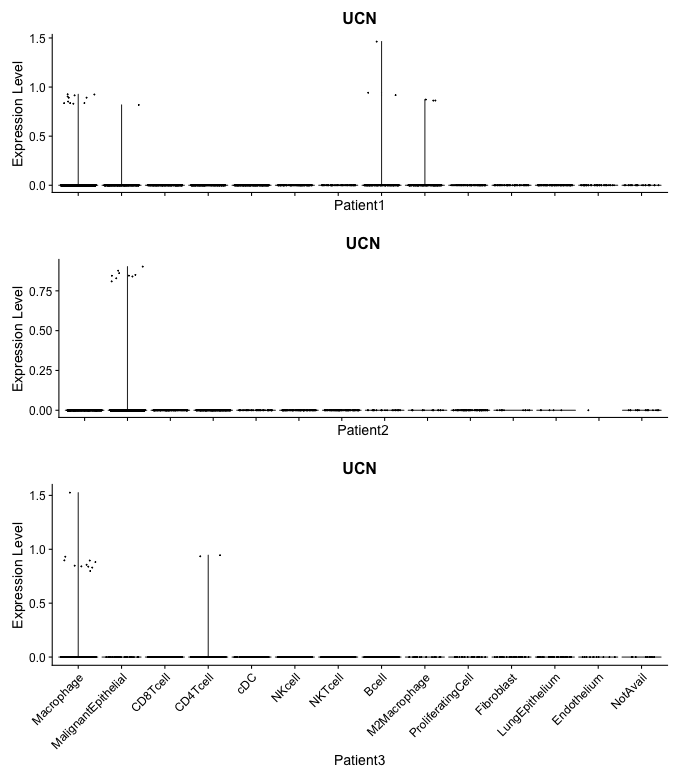 UCN
Expression Level
1.5
1.0
0.5
0.0
Patient1
UCN
Expression Level
0.75
0.50
0.25
0.00
Patient2
UCN
Expression Level
1.5
1.0
0.5
0.0
Macrophage
MalignantEpithelial
CD8Tcell
CD4Tcell
cDC
NKcell
NKTcell
Bcell
M2Macrophage
ProliferatingCell
Fibroblast
LungEpithelium
Endothelium
NotAvail
Patient3